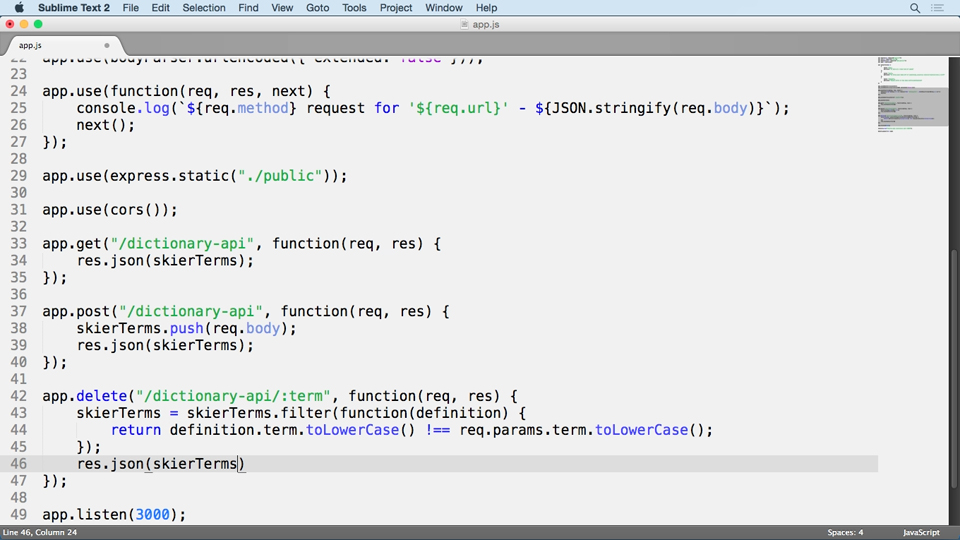 Sublime Text 2 File Edit Selection Find View Goto Tools Project Window Help
app.js
app.js
22 app.use(bodyParser.urlencoded({ extended: false }));
23
24 app.use(function(req, res, next) {
25     console.log(`${req.method} request for '${req.url}' - ${JSON.stringify(req.body)}`);
26     next();
27 });
28
29 app.use(express.static("./public"));
30
31 app.use(cors());
32
33 app.get("/dictionary-api", function(req, res) {
34     res.json(skierTerms);
35 });
36
37 app.post("/dictionary-api", function(req, res) {
38     skierTerms.push(req.body);
39     res.json(skierTerms);
40 });
41
42 app.delete("/dictionary-api/:term", function(req, res) {
43     skierTerms = skierTerms.filter(function(definition) {
44         return definition.term.toLowerCase() !== req.params.term.toLowerCase();
45     });
46     res.json(skierTerms)
47 });
48
49 app.listen(3000);
Line 46, Column 24 Spaces: 4 JavaScript